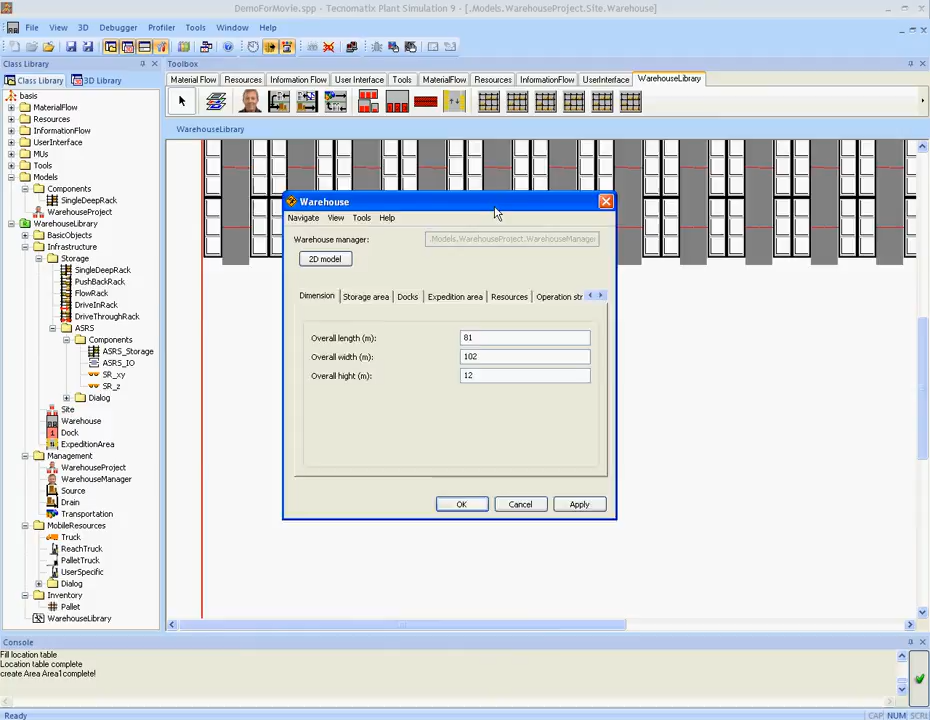 DemoForMovie.spp - Tecnomatix Plant Simulation 9 - [.Models.WarehouseProject.Site.Warehouse]
File View 3D Debugger Profiler Tools Window Help
Class Library
Toolbox
Class Library 3D Library
Material Flow Resources Information Flow User Interface Tools MaterialFlow Resources InformationFlow UserInterface WarehouseLibrary
WarehouseLibrary
basis
MaterialFlow
Resources
InformationFlow
UserInterface
MUs
Tools
Models
Components
SingleDeepRack
WarehouseProject
WarehouseLibrary
BasicObjects
Infrastructure
Storage
SingleDeepRack
PushBackRack
FlowRack
DriveInRack
DriveThroughRack
ASRS
Components
ASRS_Storage
ASRS_IO
SR_xy
SR_z
Dialog
Site
Warehouse
Dock
ExpeditionArea
Management
WarehouseProject
WarehouseManager
Source
Drain
Transportation
MobileResources
Truck
ReachTruck
PalletTruck
UserSpecific
Dialog
Inventory
Pallet
WarehouseLibrary
Warehouse
Navigate View Tools Help
Warehouse manager: .Models.WarehouseProject.WarehouseManager
2D model
Dimension Storage area Docks Expedition area Resources Operation str
Overall length (m): 81
Overall width (m): 102
Overall hight (m): 12
OK Cancel Apply
Console
Fill location table
Location table complete
create Area Area1complete!
Ready
CAP NUM SCRL